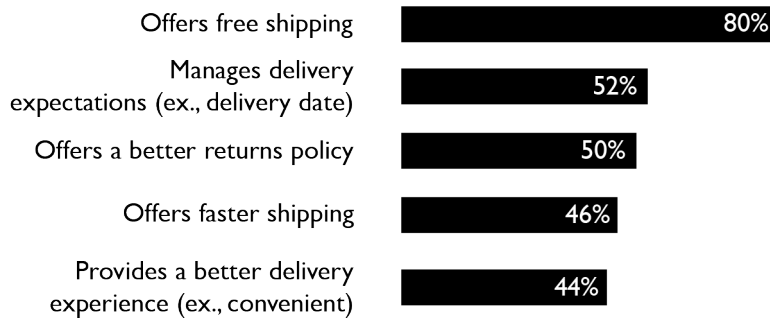 Offers free shipping 80%
Manages delivery
expectations (ex., delivery date) 52%
Offers a better returns policy 50%
Offers faster shipping 46%
Provides a better delivery
experience (ex., convenient) 44%